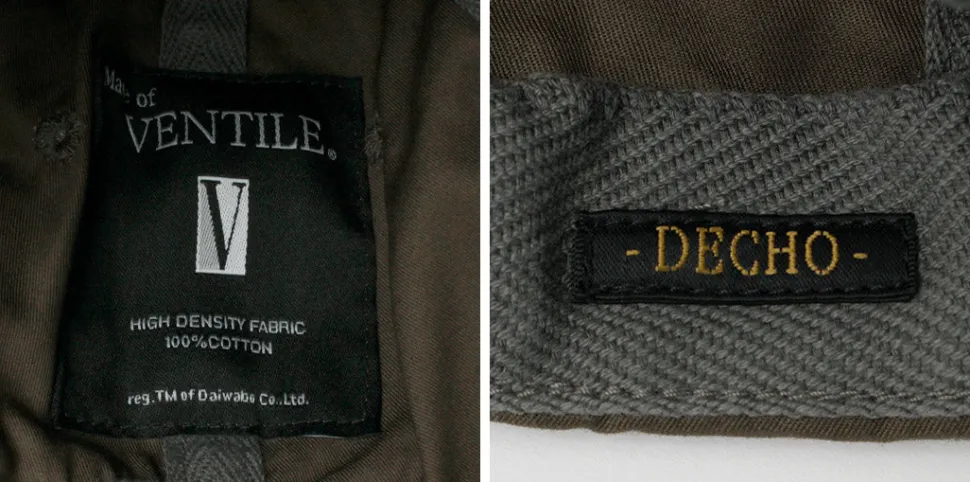 Made of
VENTILE®
V
HIGH DENSITY FABRIC
100%COTTON
reg.TM of Daiwabo Co.,Ltd.
- DECHO -